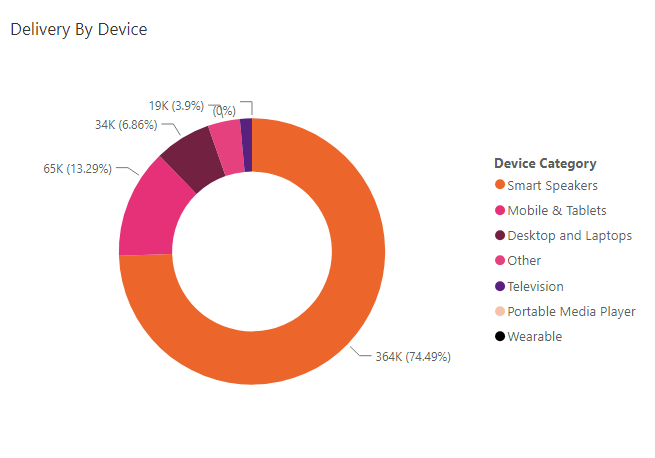 Delivery By Device
19K (3.9%)
(0%)
34K (6.86%)
65K (13.29%)
364K (74.49%)
Device Category
Smart Speakers
Mobile & Tablets
Desktop and Laptops
Other
Television
Portable Media Player
Wearable